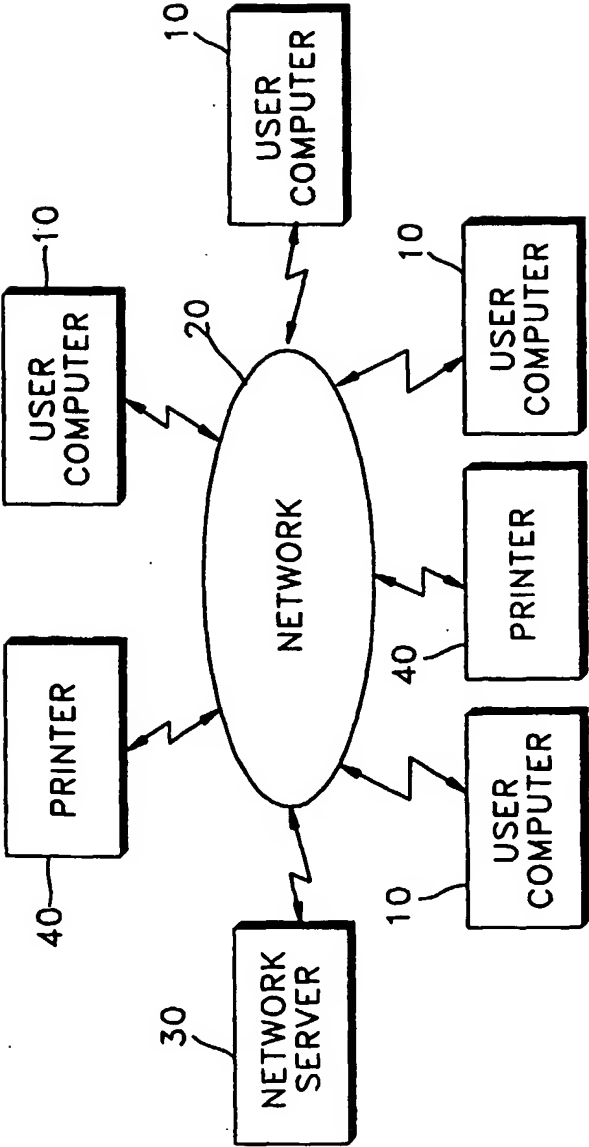 40
PRINTER
USER
COMPUTER
10
30
NETWORK
SERVER
20
NETWORK
10
USER
COMPUTER
10
USER
COMPUTER
40
PRINTER
10
USER
COMPUTER